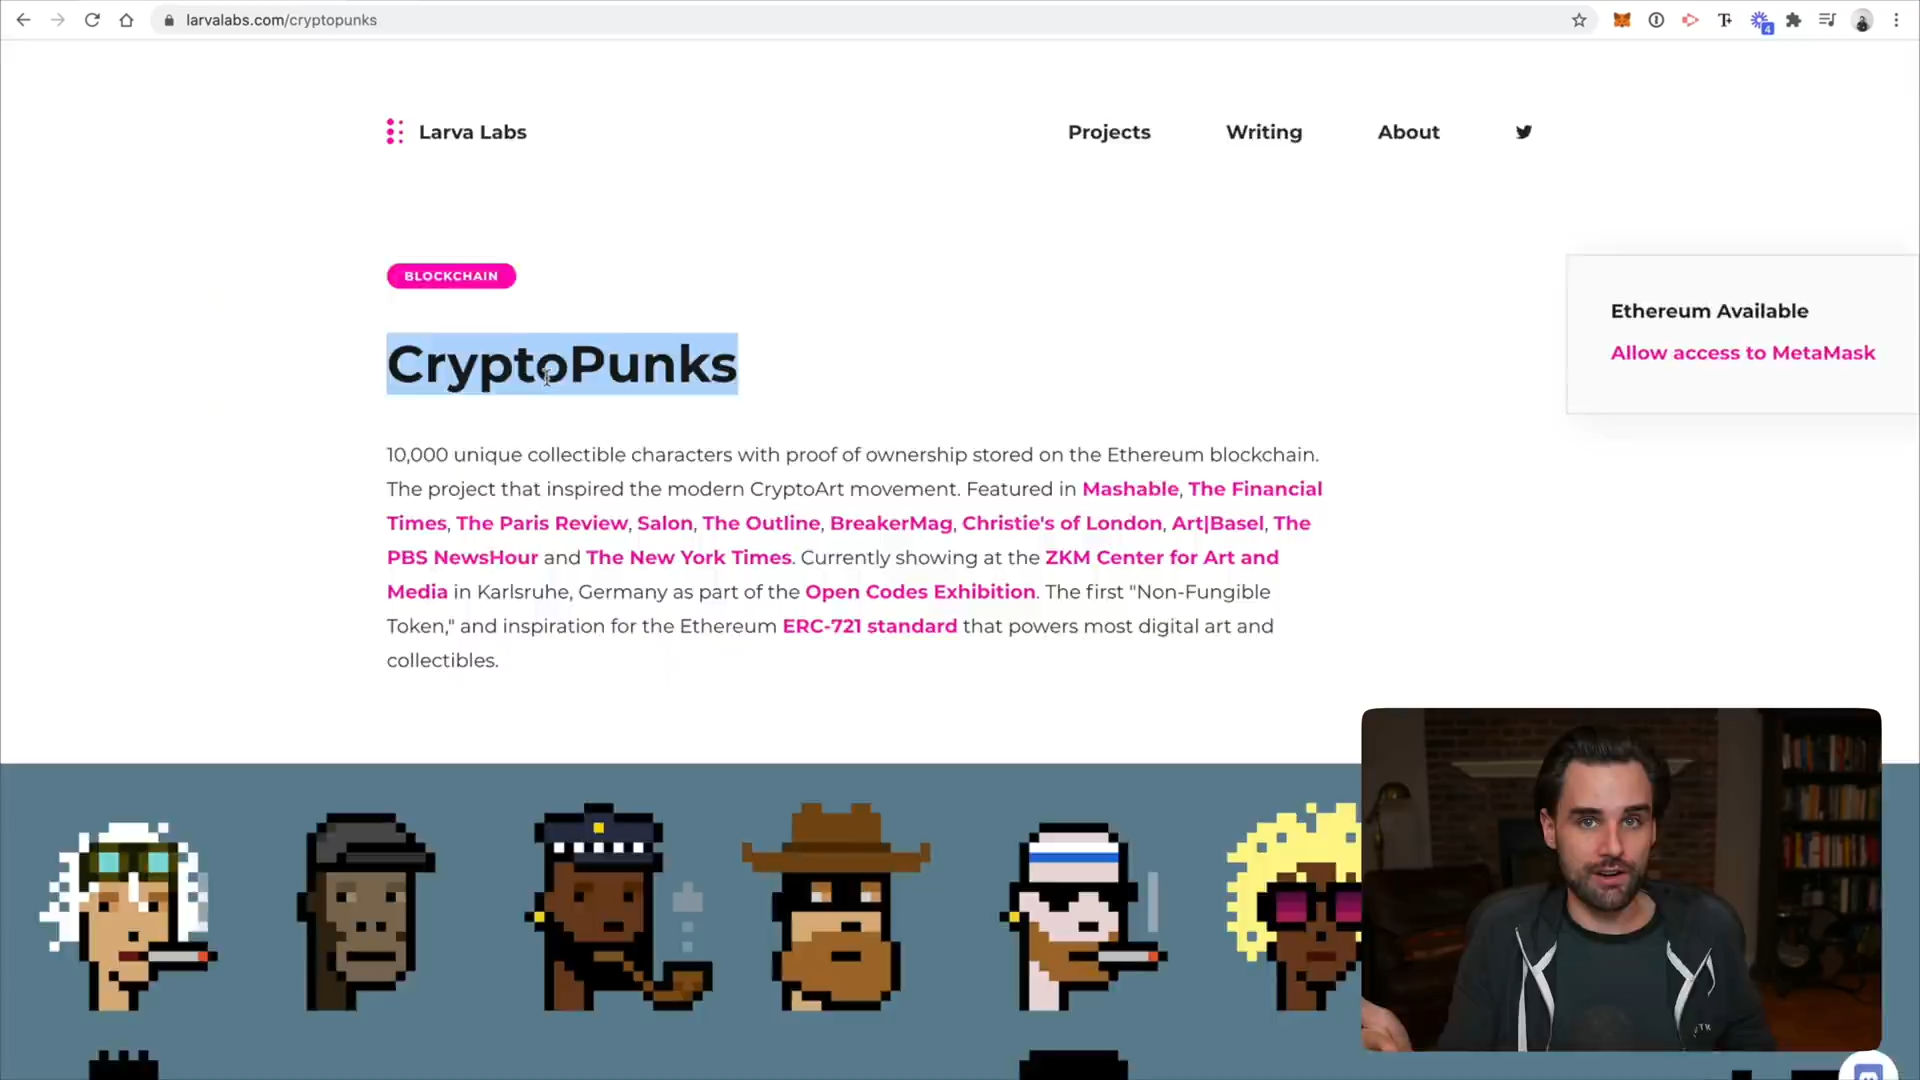 larvalabs.com/cryptopunks
4
Larva Labs
Projects
Writing
About
BLOCKCHAIN
Ethereum Available
Allow access to MetaMask
CryptoPunks
10,000 unique collectible characters with proof of ownership stored on the Ethereum blockchain.
The project that inspired the modern CryptoArt movement. Featured in Mashable, The Financial
Times, The Paris Review, Salon, The Outline, BreakerMag, Christie's of London, Art|Basel, The
PBS NewsHour and The New York Times. Currently showing at the ZKM Center for Art and
Media in Karlsruhe, Germany as part of the Open Codes Exhibition. The first "Non-Fungible
Token," and inspiration for the Ethereum ERC-721 standard that powers most digital art and
collectibles.